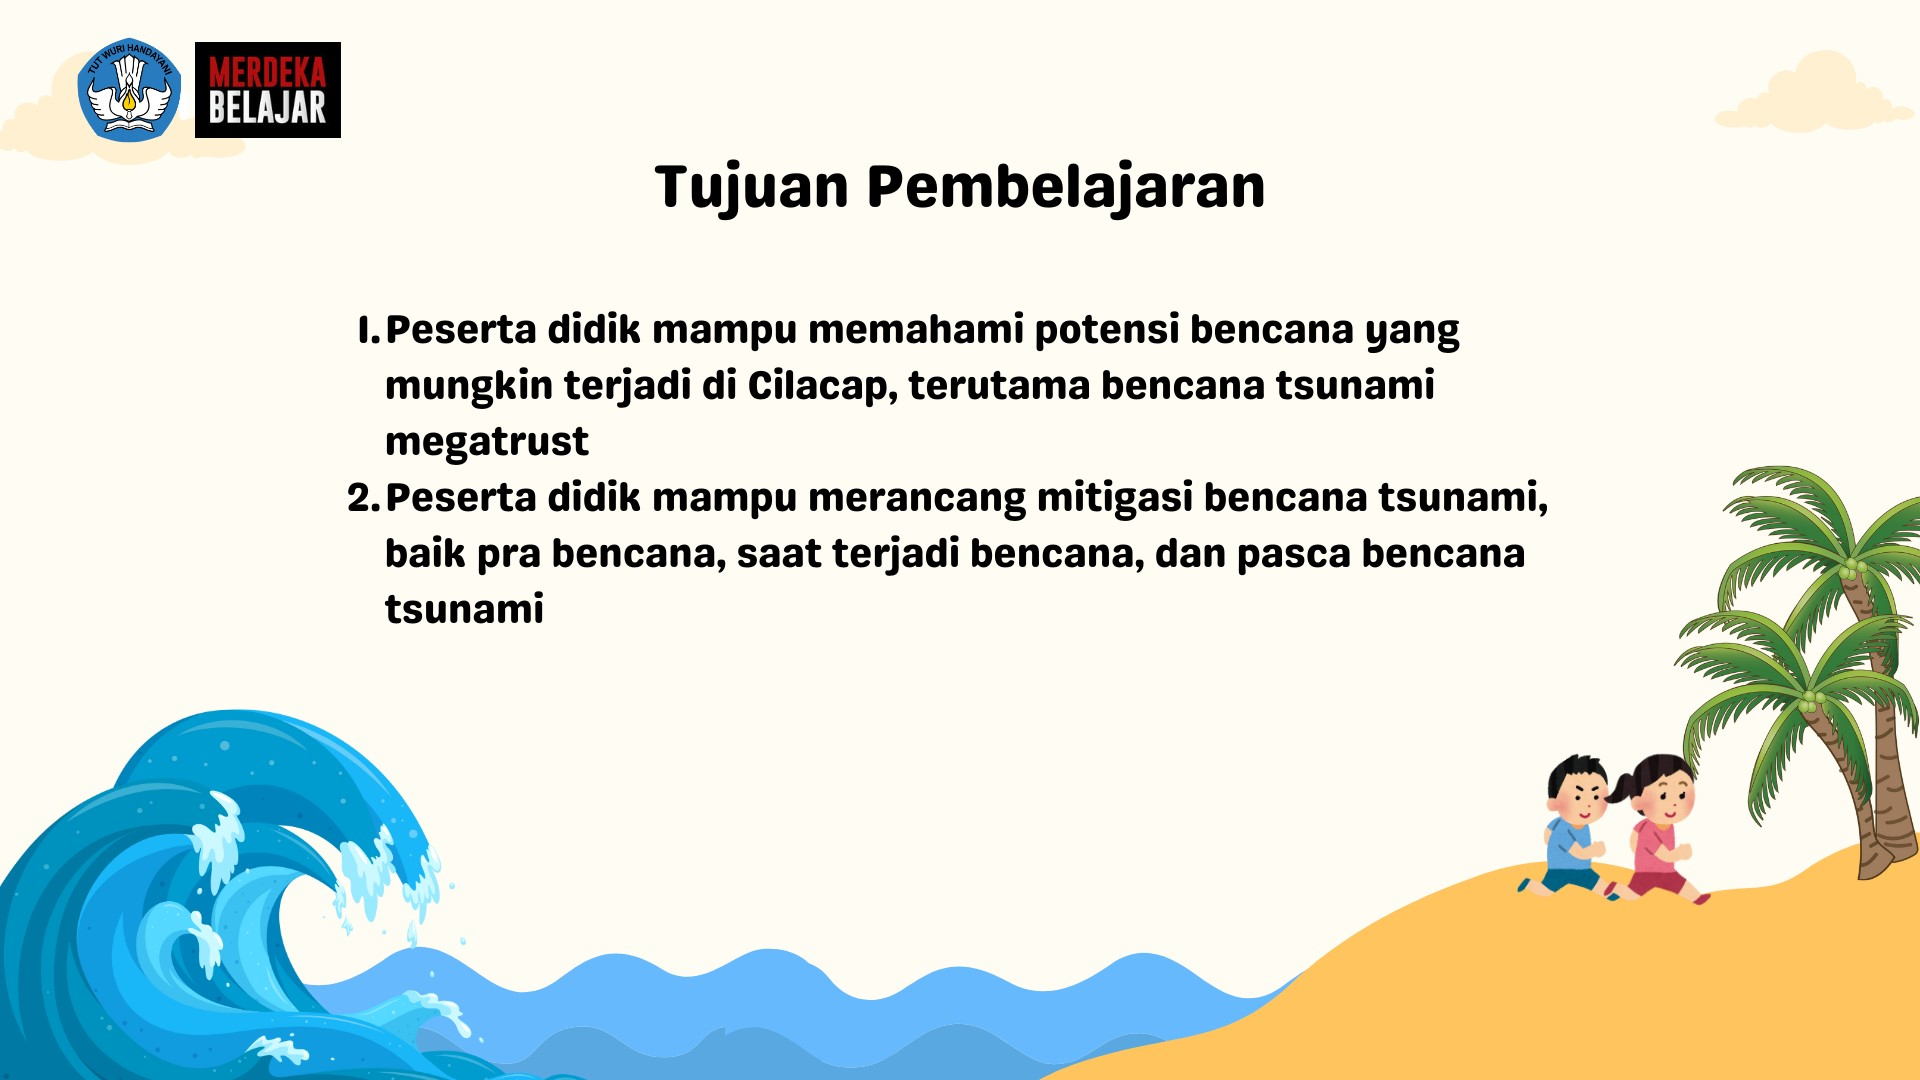 TUT WURI HANDAYANI
MERDEKA
BELAJAR
Tujuan Pembelajaran
1. Peserta didik mampu memahami potensi bencana yang
mungkin terjadi di Cilacap, terutama bencana tsunami
megatrust
2. Peserta didik mampu merancang mitigasi bencana tsunami,
baik pra bencana, saat terjadi bencana, dan pasca bencana
tsunami